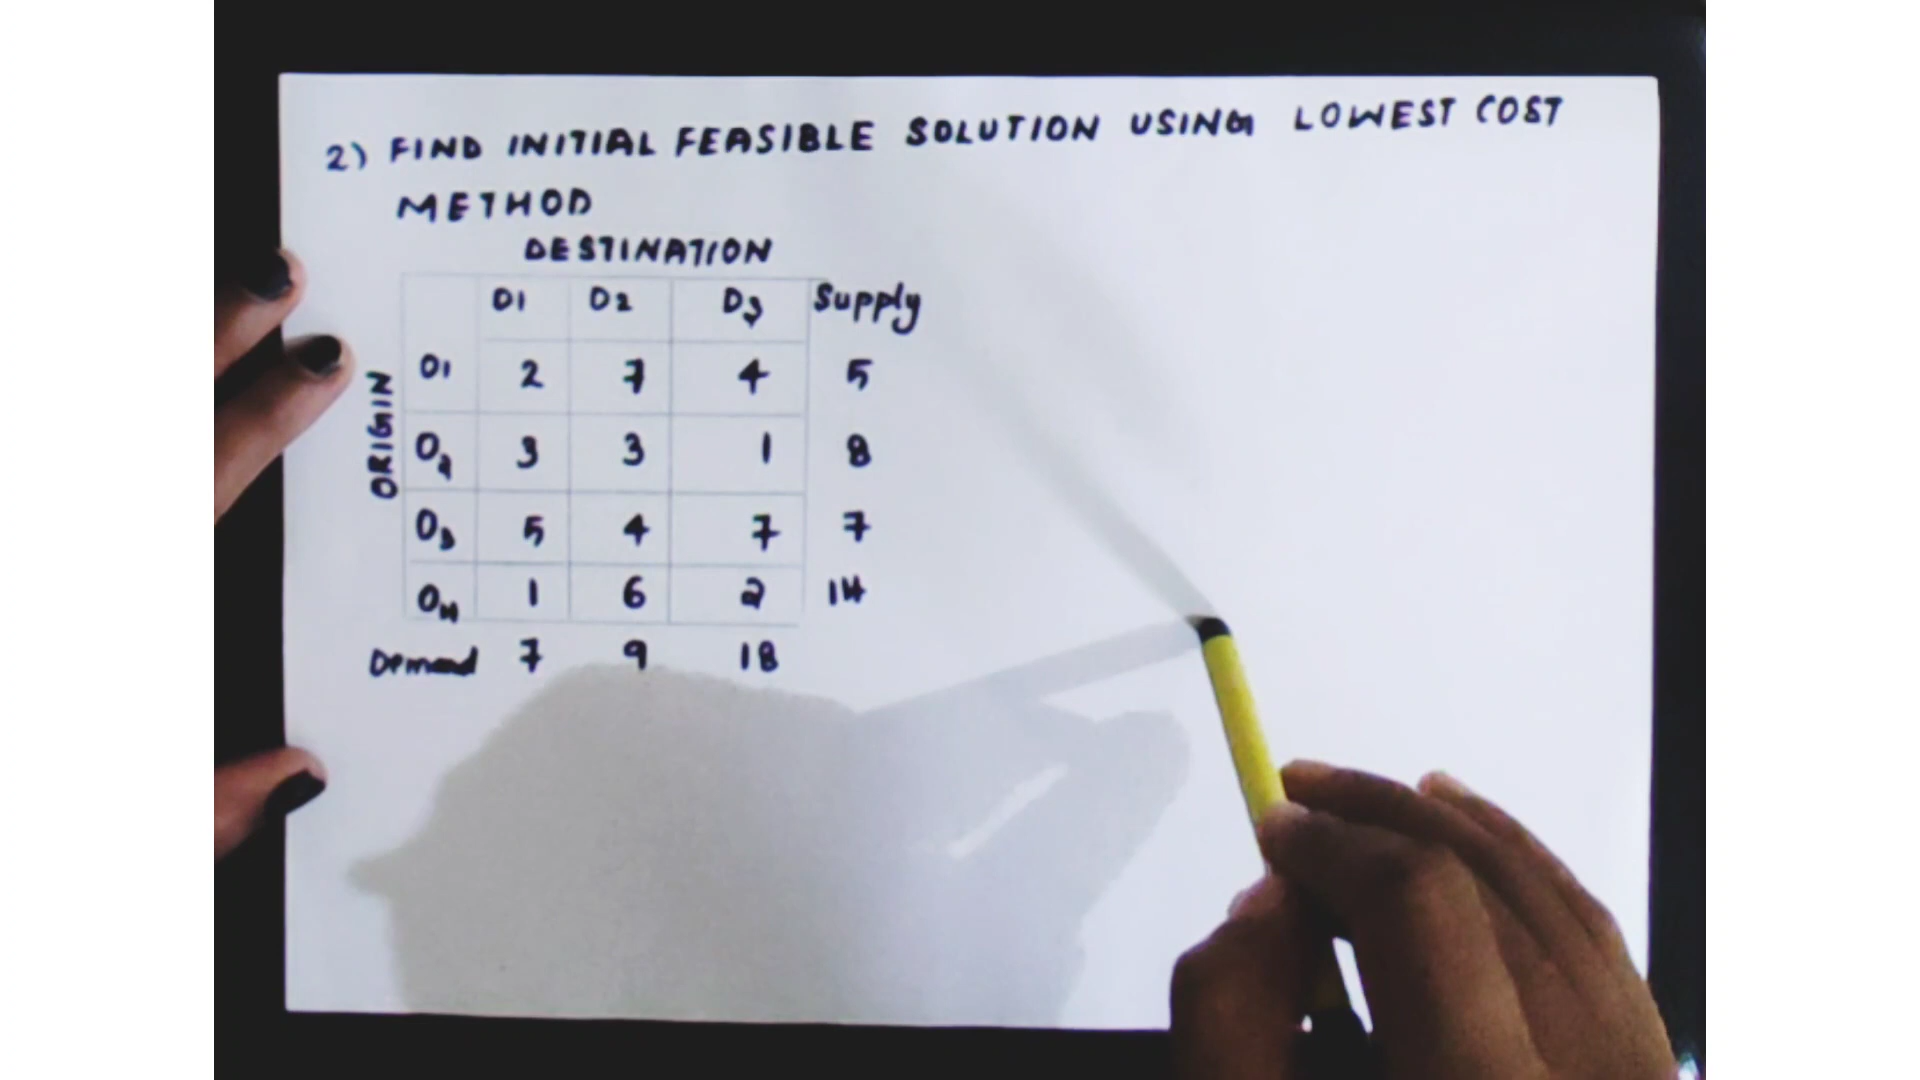 2) FIND INITIAL FEASIBLE SOLUTION USING LOWEST COST
METHOD
DESTINATION
D1 D2 D3 Supply
ORIGIN
O1 2 7 4 5
O2 3 3 1 8
O3 5 4 7 7
O4 1 6 2 14
Demand 7 9 18